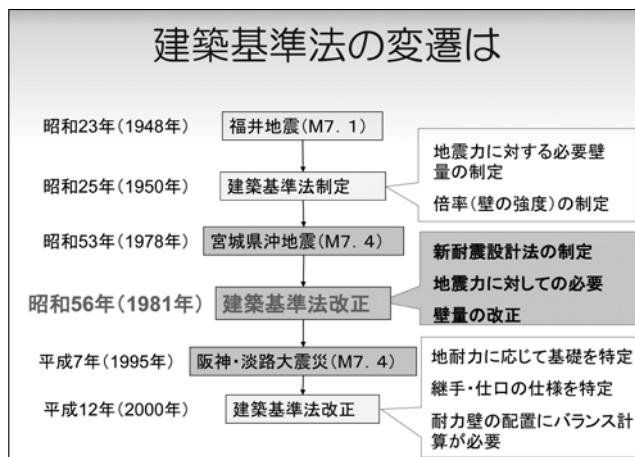 建築基準法の変遷は
昭和23年(1948年)
福井地震(M7．1)
昭和25年(1950年)
建築基準法制定
地震力に対する必要壁
量の制定
倍率(壁の強度)の制定
昭和53年(1978年)
宮城県沖地震(M7．4)
昭和56年(1981年)
建築基準法改正
新耐震設計法の制定
地震力に対しての必要
壁量の改正
平成7年(1995年)
阪神・淡路大震災(M7．4)
平成12年(2000年)
建築基準法改正
地耐力に応じて基礎を特定
継手・仕口の仕様を特定
耐力壁の配置にバランス計
算が必要